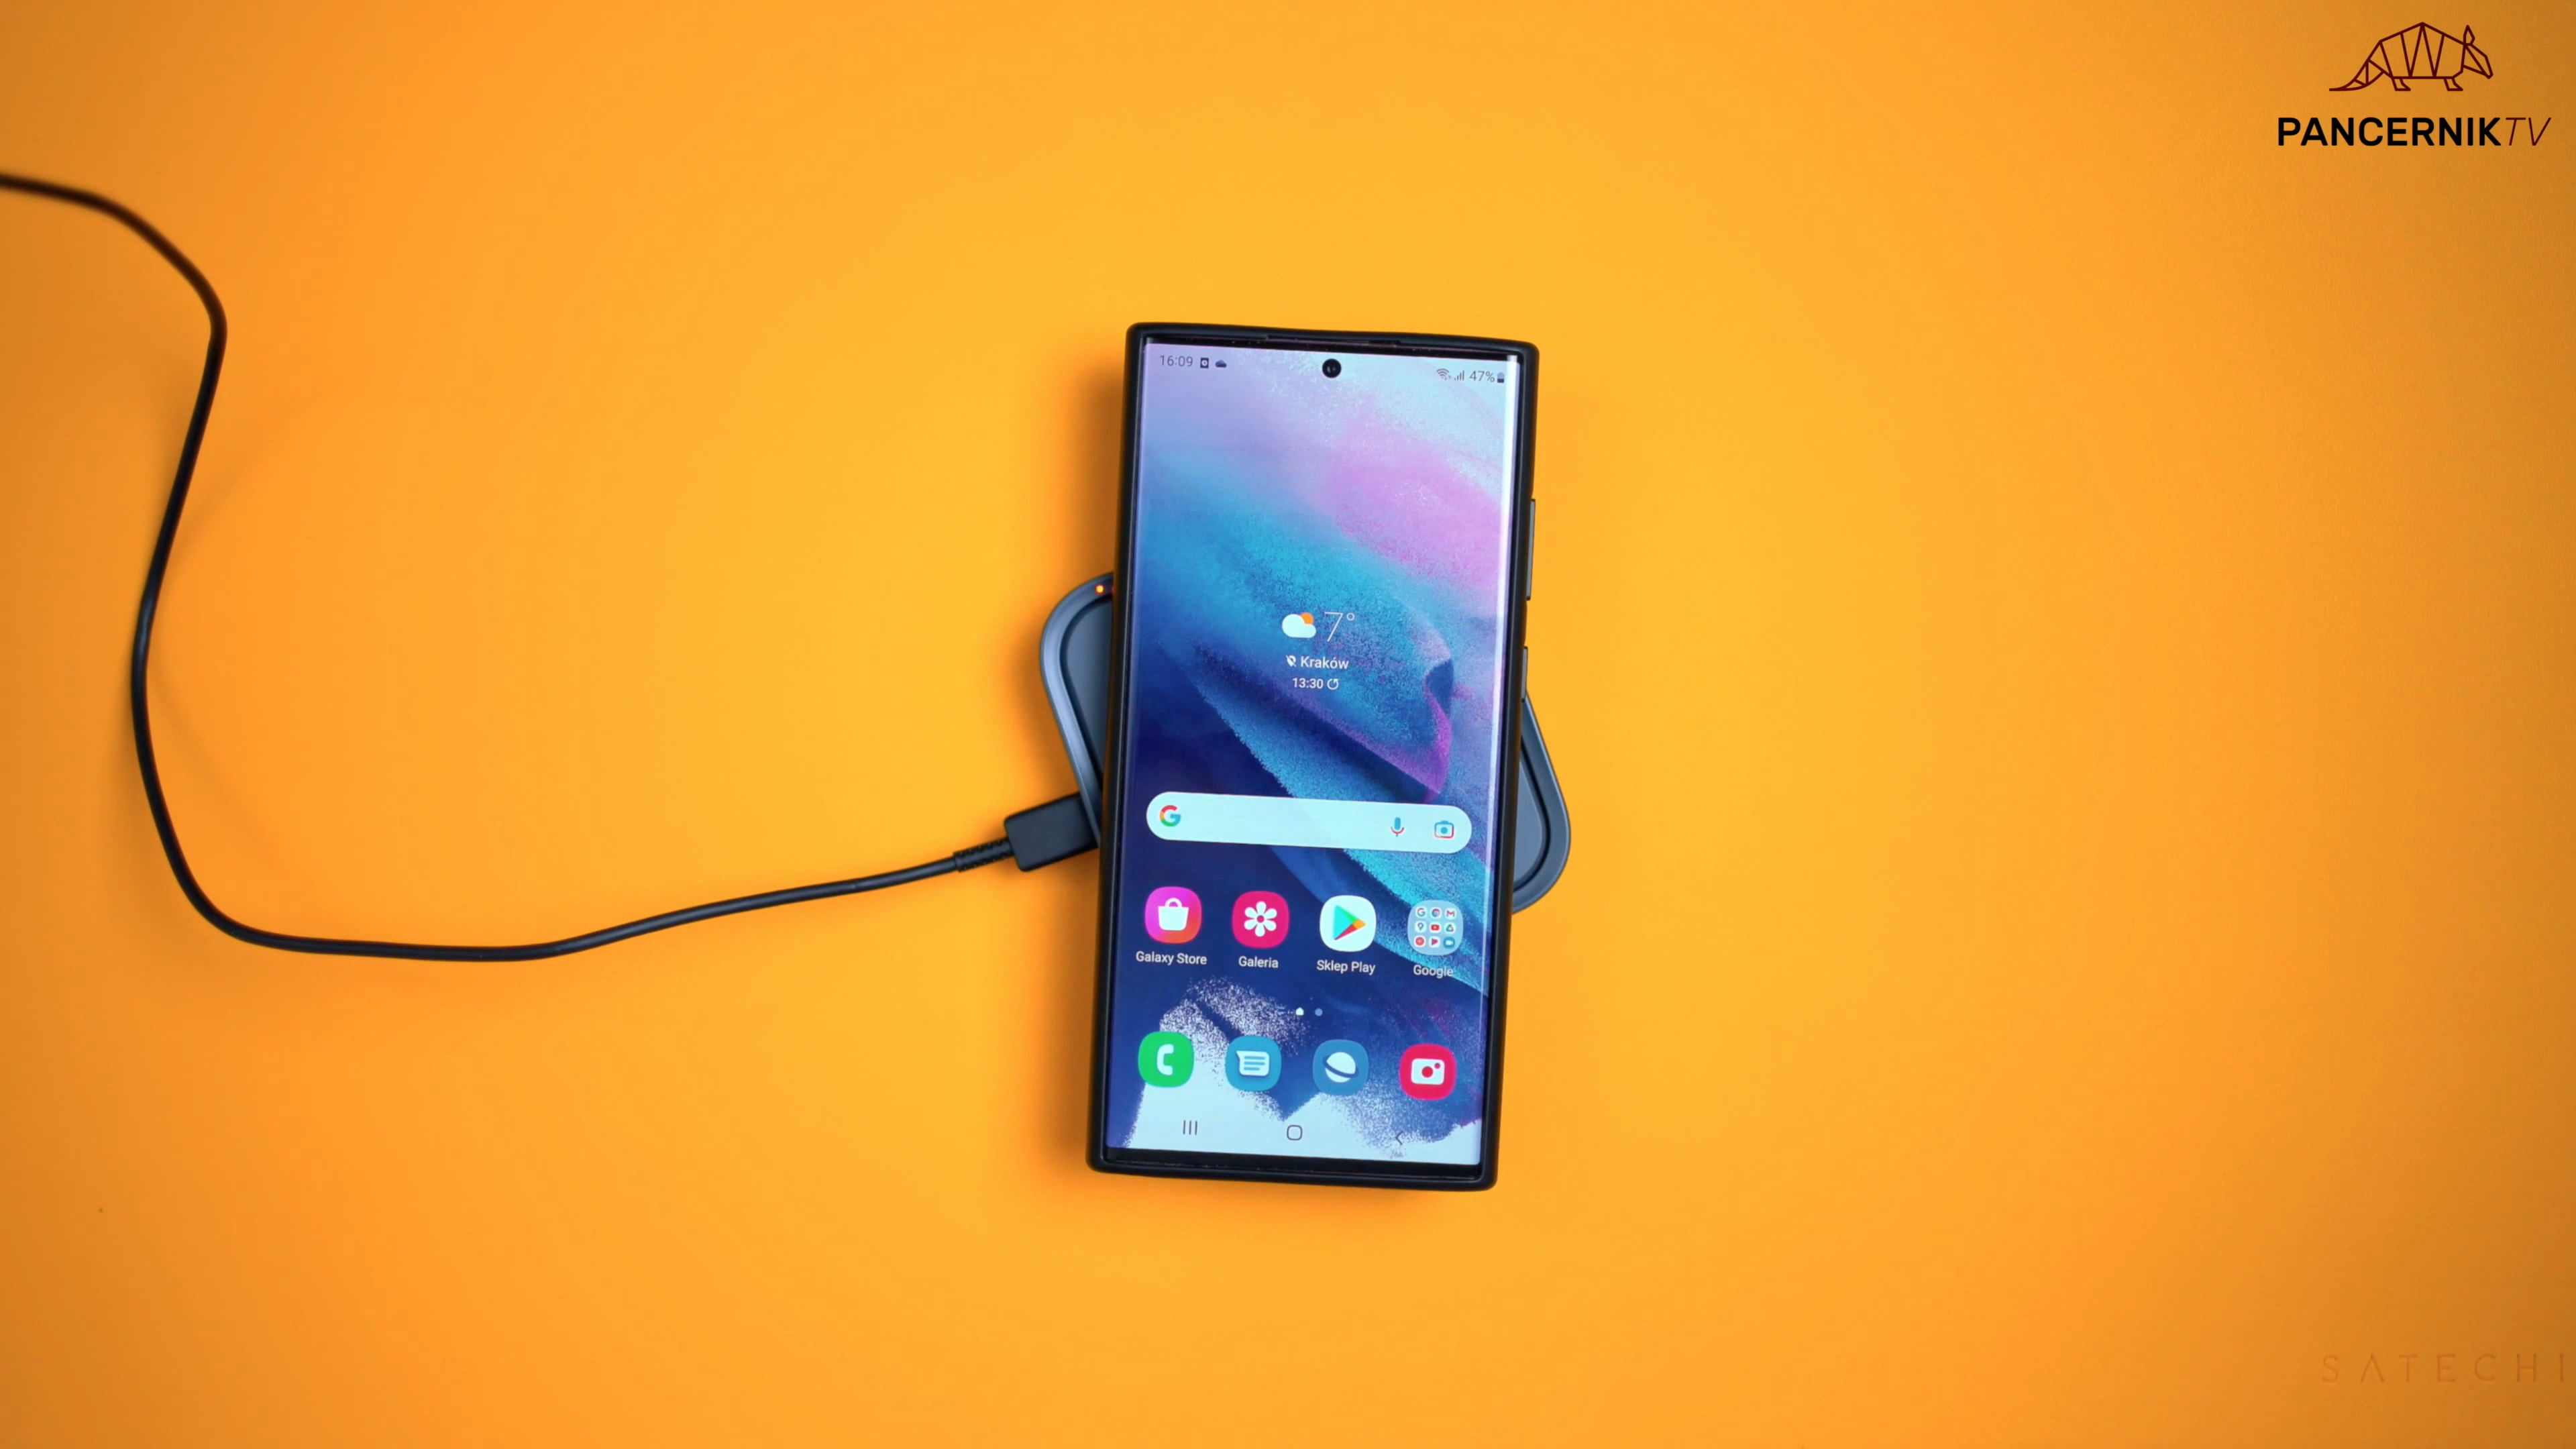 PANCERNIKTV
16:09
47%
7°
Kraków
13:30
Galaxy Store
Galeria
Sklep Play
Google
SATECHI